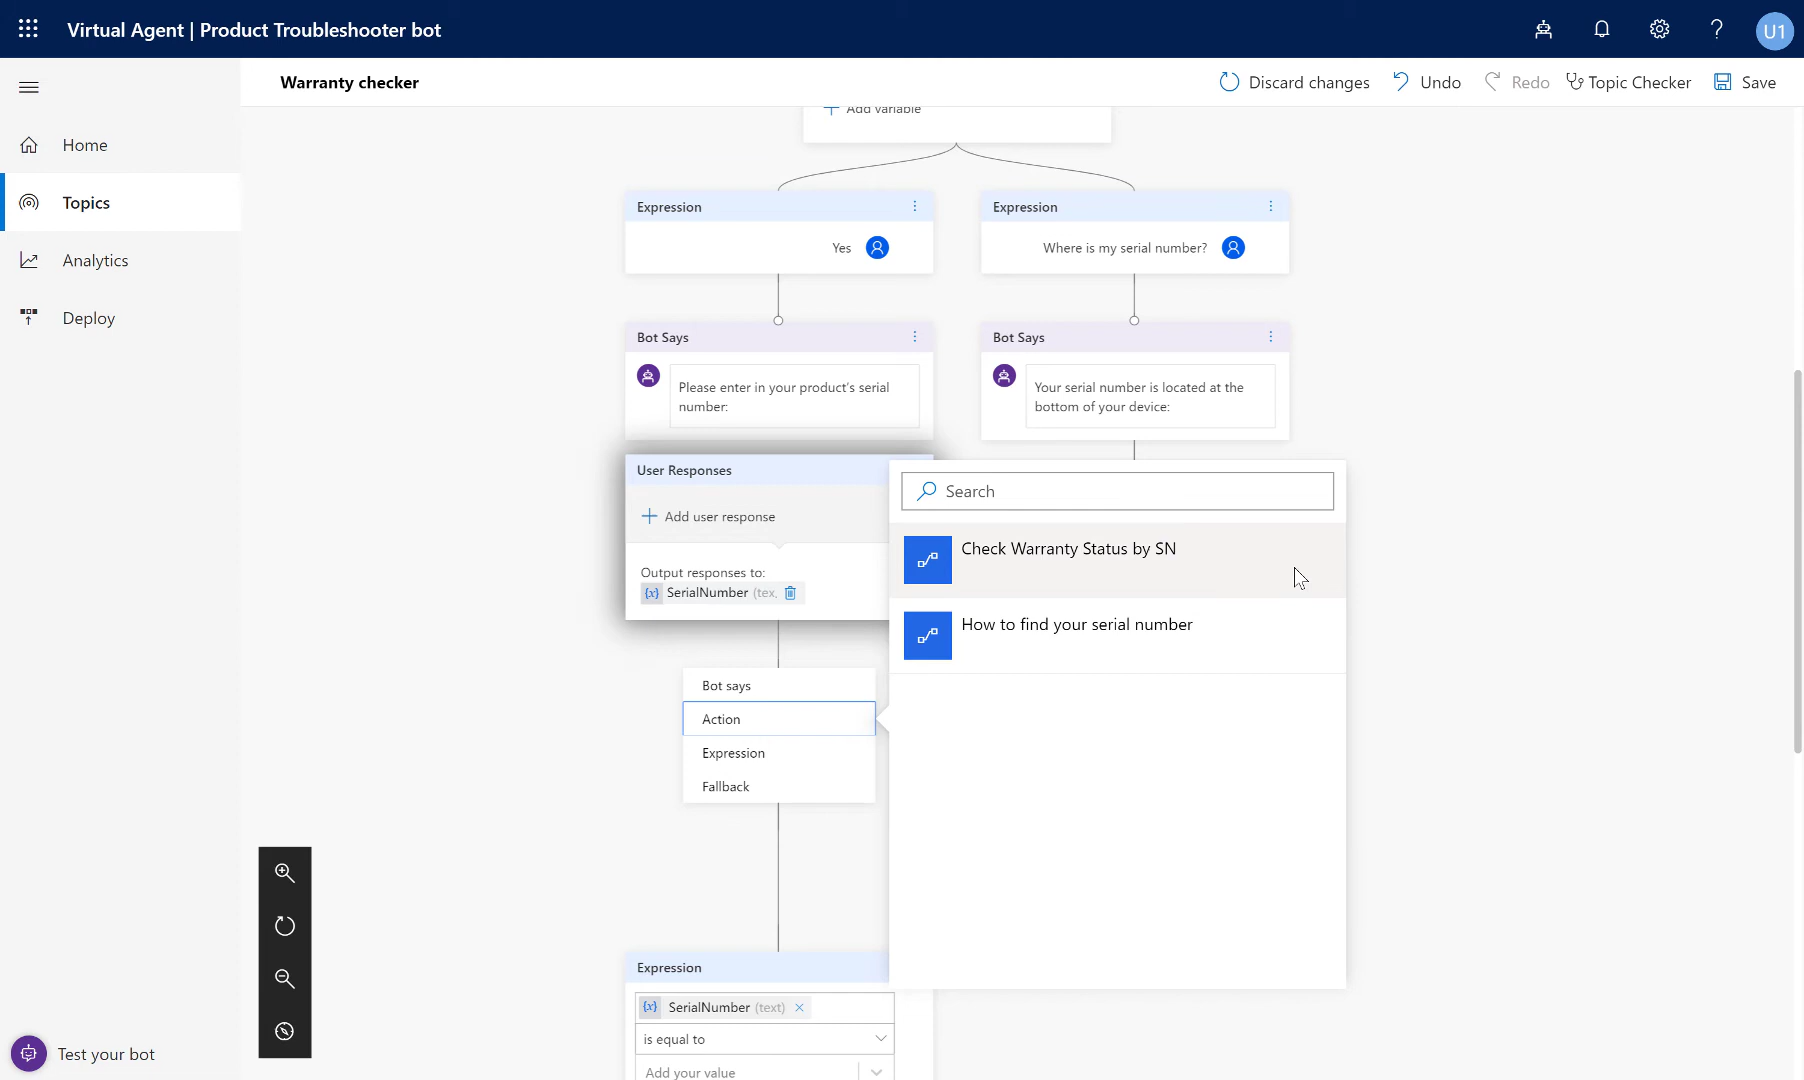 Virtual Agent | Product Troubleshooter bot
U1
Warranty checker
Discard changes
Undo
Redo
Topic Checker
Save
Home
Topics
Analytics
Deploy
Add variable
Expression
Yes
Expression
Where is my serial number?
Bot Says
Please enter in your product's serial
number:
Bot Says
Your serial number is located at the
bottom of your device:
User Responses
Add user response
Output responses to:
{x} SerialNumber (tex.
Search
Check Warranty Status by SN
How to find your serial number
Bot says
Action
Expression
Fallback
Expression
{x} SerialNumber (text)
is equal to
Add your value
Test your bot